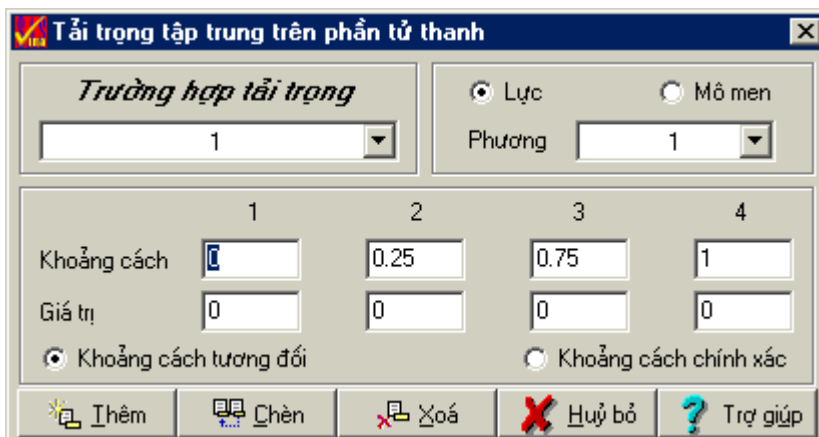 Tải trọng tập trung trên phần tử thanh
Trường hợp tải trọng
1
Lực Mô men
Phương 1
1 2 3 4
Khoảng cách 0 0.25 0.75 1
Giá trị 0 0 0 0
Khoảng cách tương đối Khoảng cách chính xác
Thêm Chèn Xoá Huỷ bỏ Trợ giúp